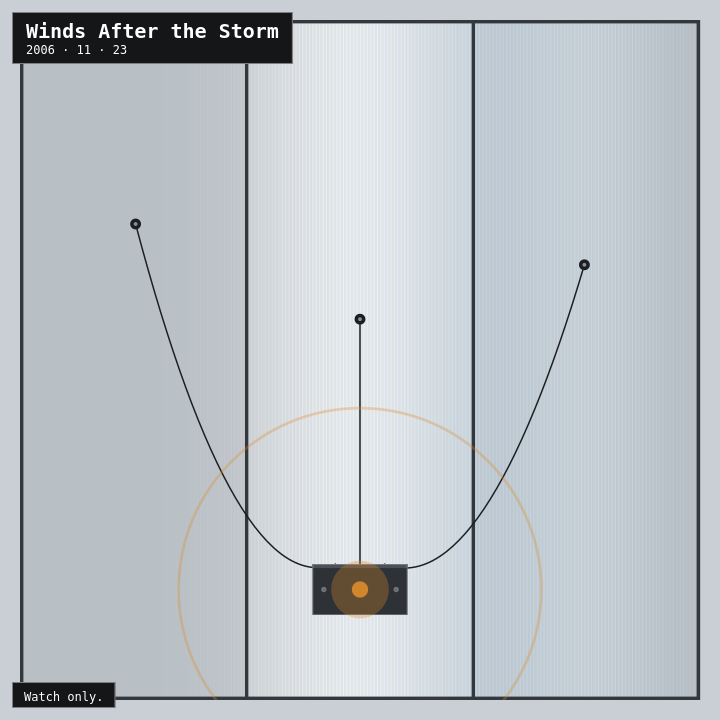 Winds After the Storm
2006 · 11 · 23
Watch only.